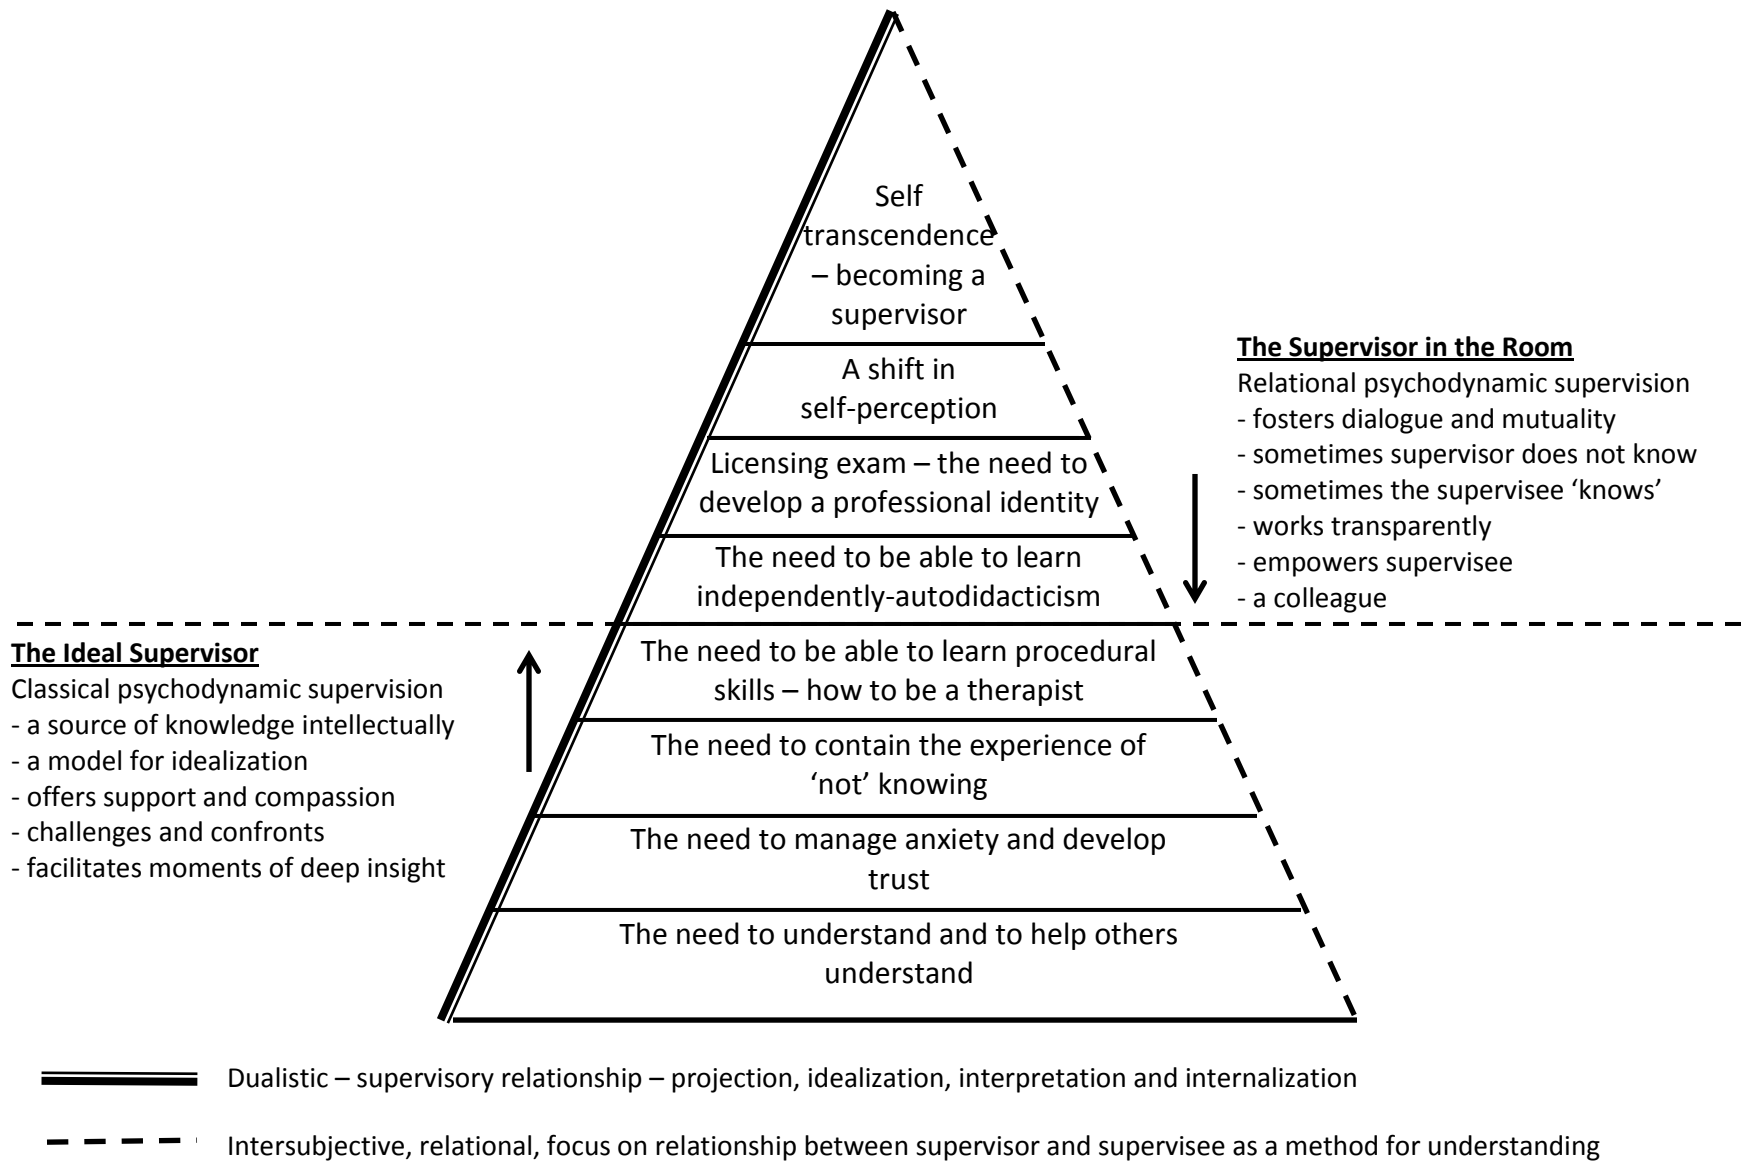 Self
transcendence
– becoming a
supervisor
A shift in
self-perception
Licensing exam – the need to
develop a professional identity
The need to be able to learn
independently-autodidacticism
The Supervisor in the Room
Relational psychodynamic supervision
- fosters dialogue and mutuality
- sometimes supervisor does not know
- sometimes the supervisee ‘knows’
- works transparently
- empowers supervisee
- a colleague
The Ideal Supervisor
Classical psychodynamic supervision
- a source of knowledge intellectually
- a model for idealization
- offers support and compassion
- challenges and confronts
- facilitates moments of deep insight
The need to be able to learn procedural
skills – how to be a therapist
The need to contain the experience of
‘not’ knowing
The need to manage anxiety and develop
trust
The need to understand and to help others
understand
Dualistic – supervisory relationship – projection, idealization, interpretation and internalization
Intersubjective, relational, focus on relationship between supervisor and supervisee as a method for understanding